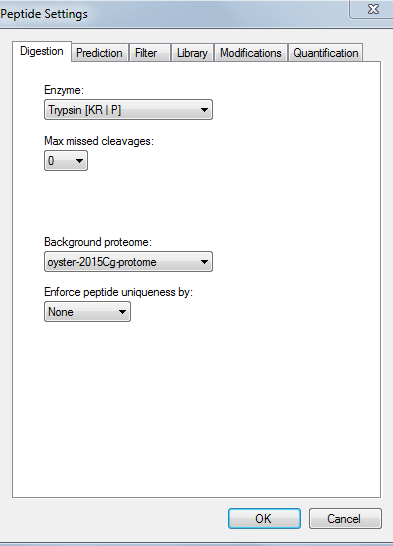 Peptide Settings
Digestion Prediction Filter Library Modifications Quantification
Enzyme:
Trypsin [KR | P]
Max missed cleavages:
0
Background proteome:
oyster-2015Cg-protome
Enforce peptide uniqueness by:
None
OK Cancel